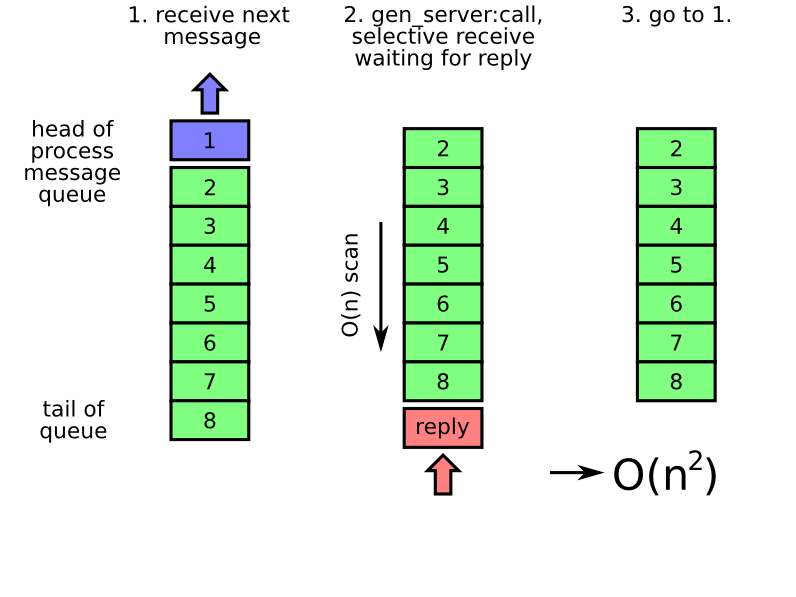 1. receive next
message
2. gen_server:call,
selective receive
waiting for reply
3. go to 1.
head of
process
message
queue
tail of
queue
1
2
3
4
5
6
7
8
O(n) scan
2
3
4
5
6
7
8
reply
2
3
4
5
6
7
8
O(n²)